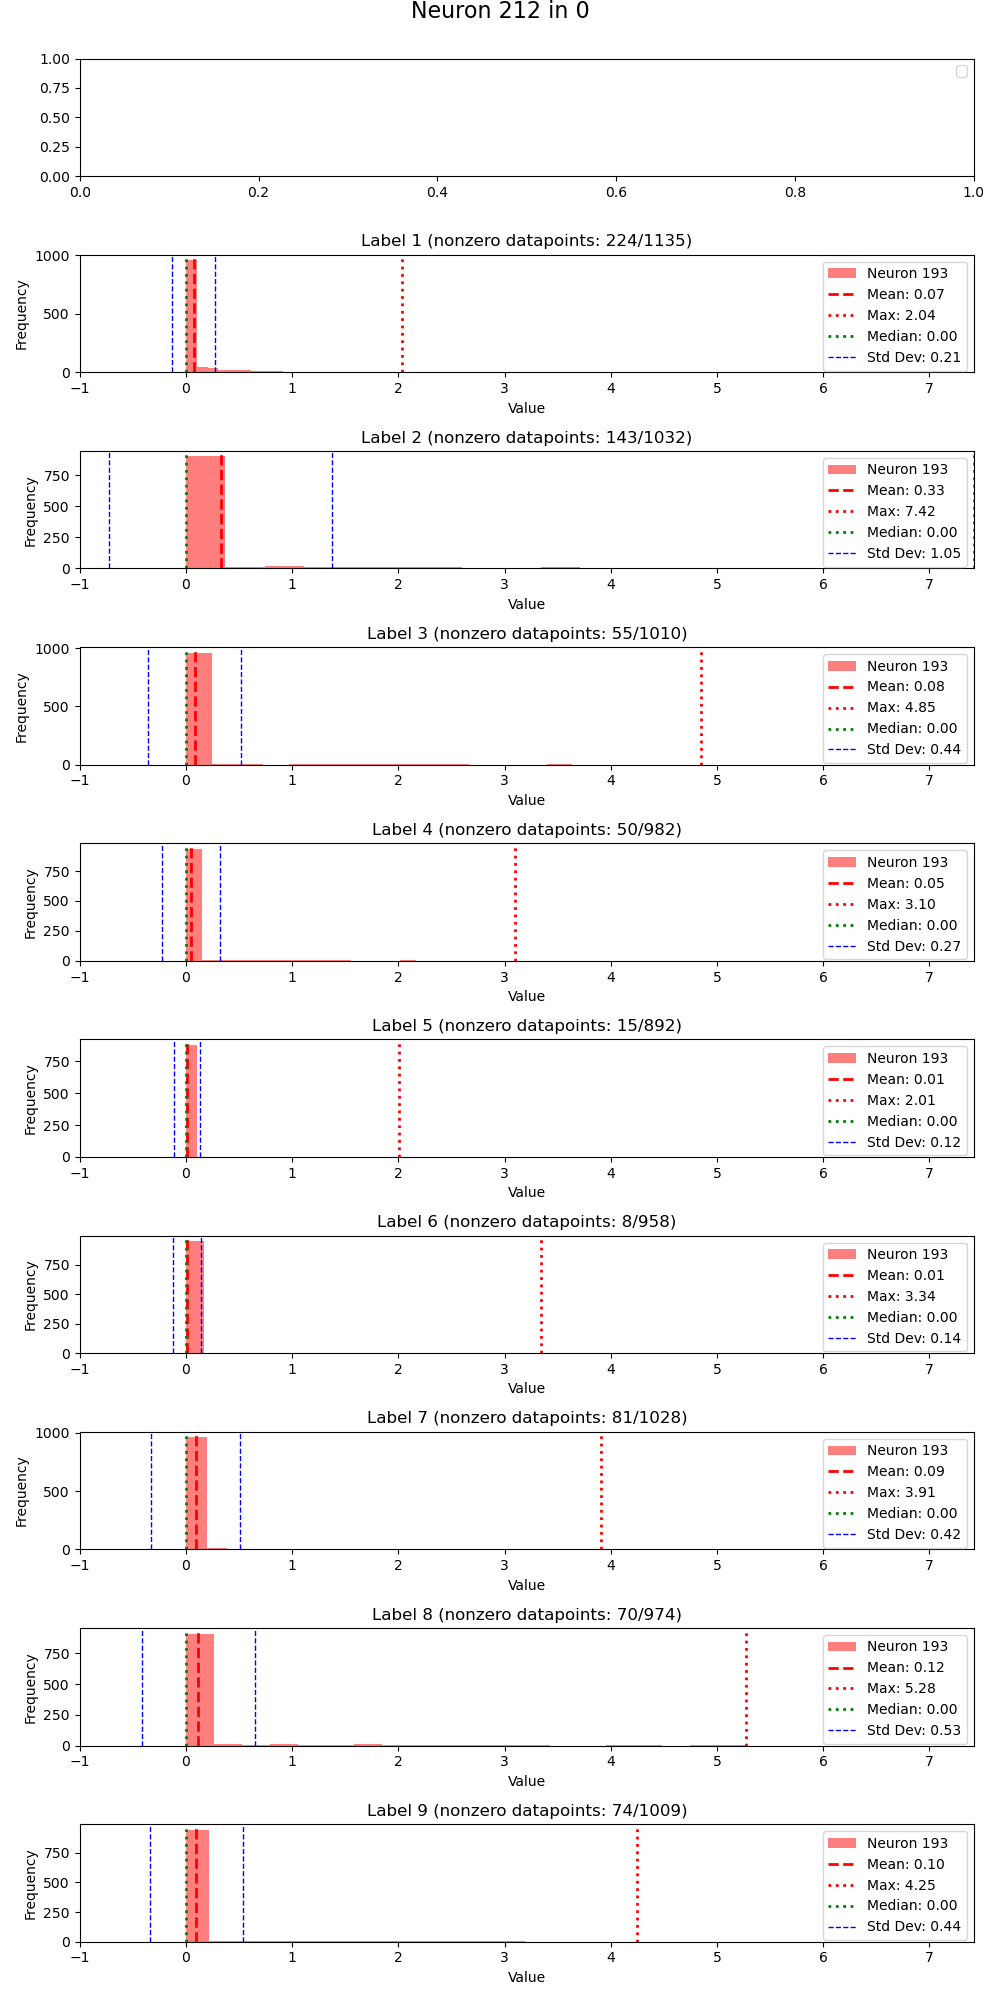 Neuron 212 in 0
1.00
0.75
0.50
0.25
0.00
0.0 0.2 0.4 0.6 0.8 1.0
Label 1 (nonzero datapoints: 224/1135)
1000
500
0
Frequency
Neuron 193
Mean: 0.07
Max: 2.04
Median: 0.00
Std Dev: 0.21
−1 0 1 2 3 4 5 6 7
Value
Label 2 (nonzero datapoints: 143/1032)
750
500
250
0
Frequency
Neuron 193
Mean: 0.33
Max: 7.42
Median: 0.00
Std Dev: 1.05
−1 0 1 2 3 4 5 6 7
Value
Label 3 (nonzero datapoints: 55/1010)
1000
500
0
Frequency
Neuron 193
Mean: 0.08
Max: 4.85
Median: 0.00
Std Dev: 0.44
−1 0 1 2 3 4 5 6 7
Value
Label 4 (nonzero datapoints: 50/982)
750
500
250
0
Frequency
Neuron 193
Mean: 0.05
Max: 3.10
Median: 0.00
Std Dev: 0.27
−1 0 1 2 3 4 5 6 7
Value
Label 5 (nonzero datapoints: 15/892)
750
500
250
0
Frequency
Neuron 193
Mean: 0.01
Max: 2.01
Median: 0.00
Std Dev: 0.12
−1 0 1 2 3 4 5 6 7
Value
Label 6 (nonzero datapoints: 8/958)
750
500
250
0
Frequency
Neuron 193
Mean: 0.01
Max: 3.34
Median: 0.00
Std Dev: 0.14
−1 0 1 2 3 4 5 6 7
Value
Label 7 (nonzero datapoints: 81/1028)
1000
500
0
Frequency
Neuron 193
Mean: 0.09
Max: 3.91
Median: 0.00
Std Dev: 0.42
−1 0 1 2 3 4 5 6 7
Value
Label 8 (nonzero datapoints: 70/974)
750
500
250
0
Frequency
Neuron 193
Mean: 0.12
Max: 5.28
Median: 0.00
Std Dev: 0.53
−1 0 1 2 3 4 5 6 7
Value
Label 9 (nonzero datapoints: 74/1009)
750
500
250
0
Frequency
Neuron 193
Mean: 0.10
Max: 4.25
Median: 0.00
Std Dev: 0.44
−1 0 1 2 3 4 5 6 7
Value